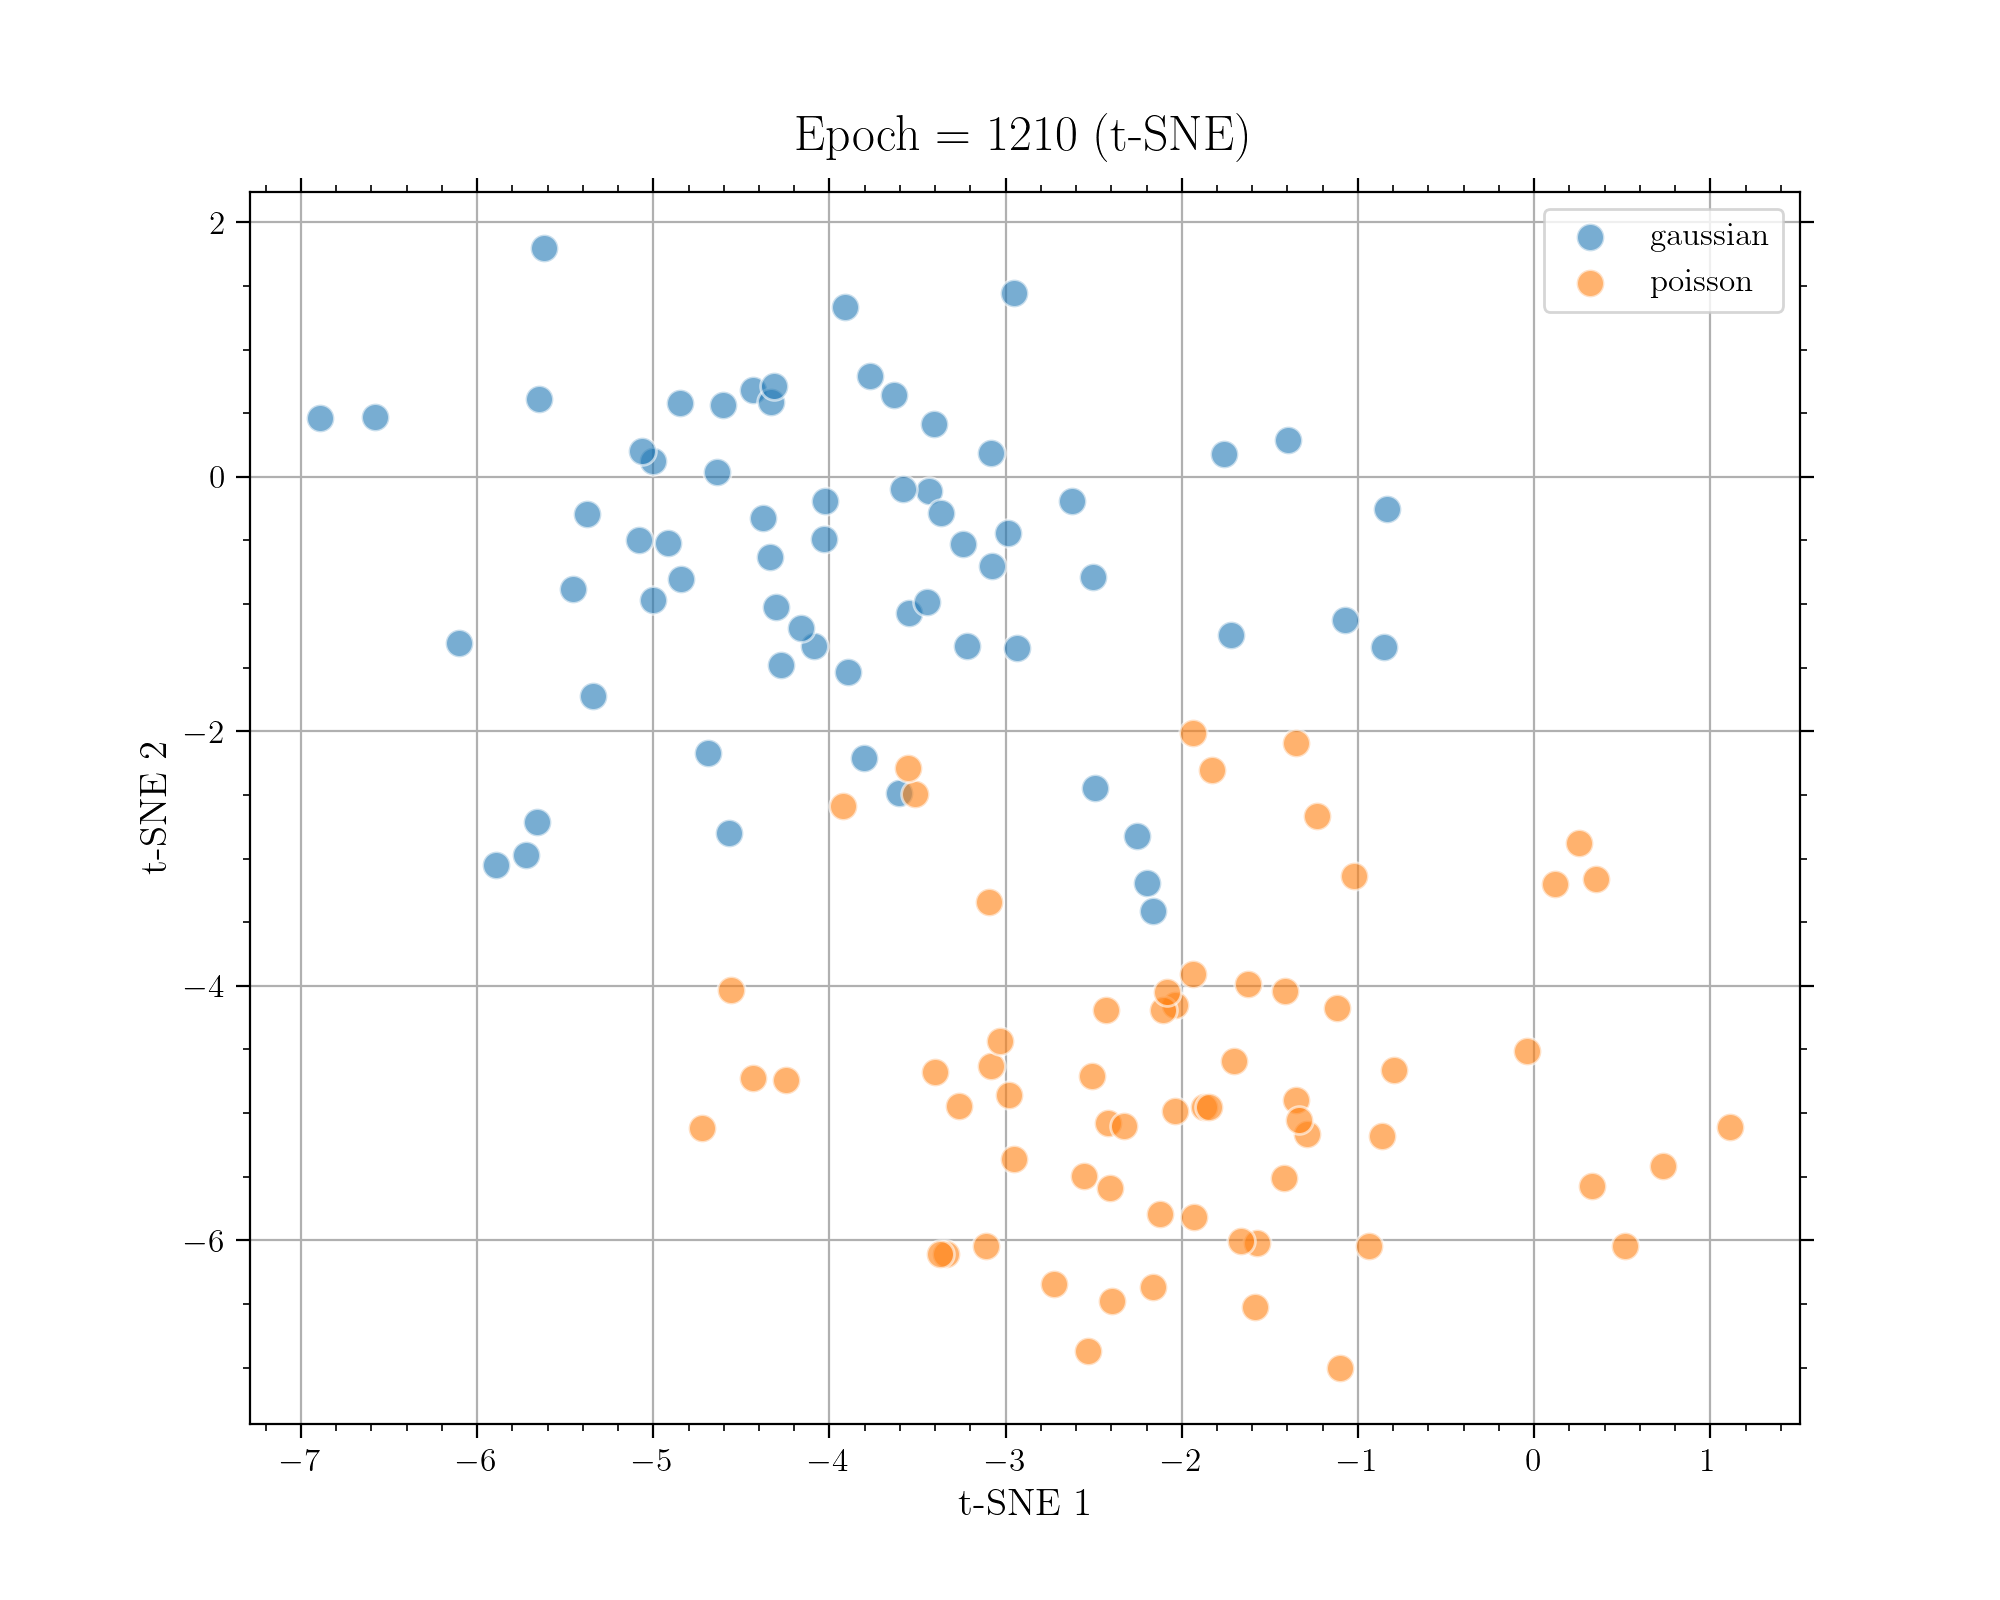 Epoch = 1210 (t-SNE)
gaussian
poisson
2
0
−2
−4
−6
t-SNE 2
−7 −6 −5 −4 −3 −2 −1 0 1
t-SNE 1